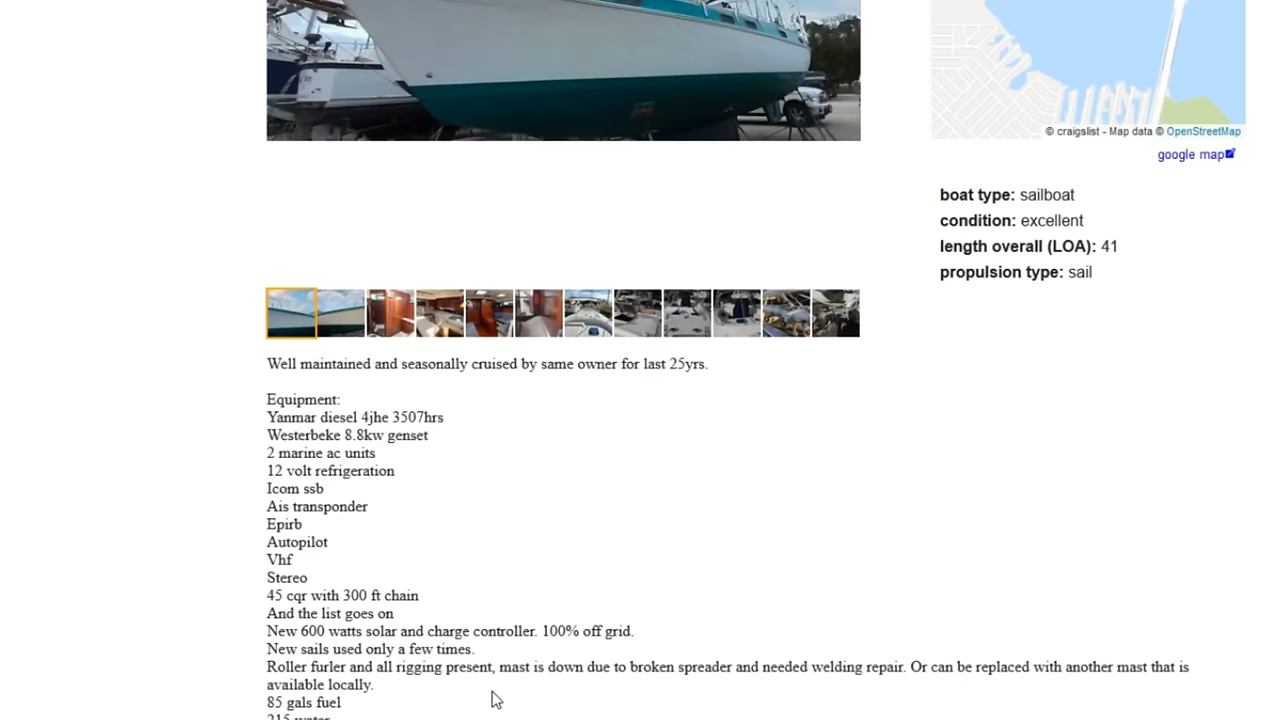 © craigslist - Map data © OpenStreetMap
google map
boat type: sailboat
condition: excellent
length overall (LOA): 41
propulsion type: sail
Well maintained and seasonally cruised by same owner for last 25yrs.
Equipment:
Yanmar diesel 4jhe 3507hrs
Westerbeke 8.8kw genset
2 marine ac units
12 volt refrigeration
Icom ssb
Ais transponder
Epirb
Autopilot
Vhf
Stereo
45 cqr with 300 ft chain
And the list goes on
New 600 watts solar and charge controller. 100% off grid.
New sails used only a few times.
Roller furler and all rigging present, mast is down due to broken spreader and needed welding repair. Or can be replaced with another mast that is
available locally.
85 gals fuel
215 water